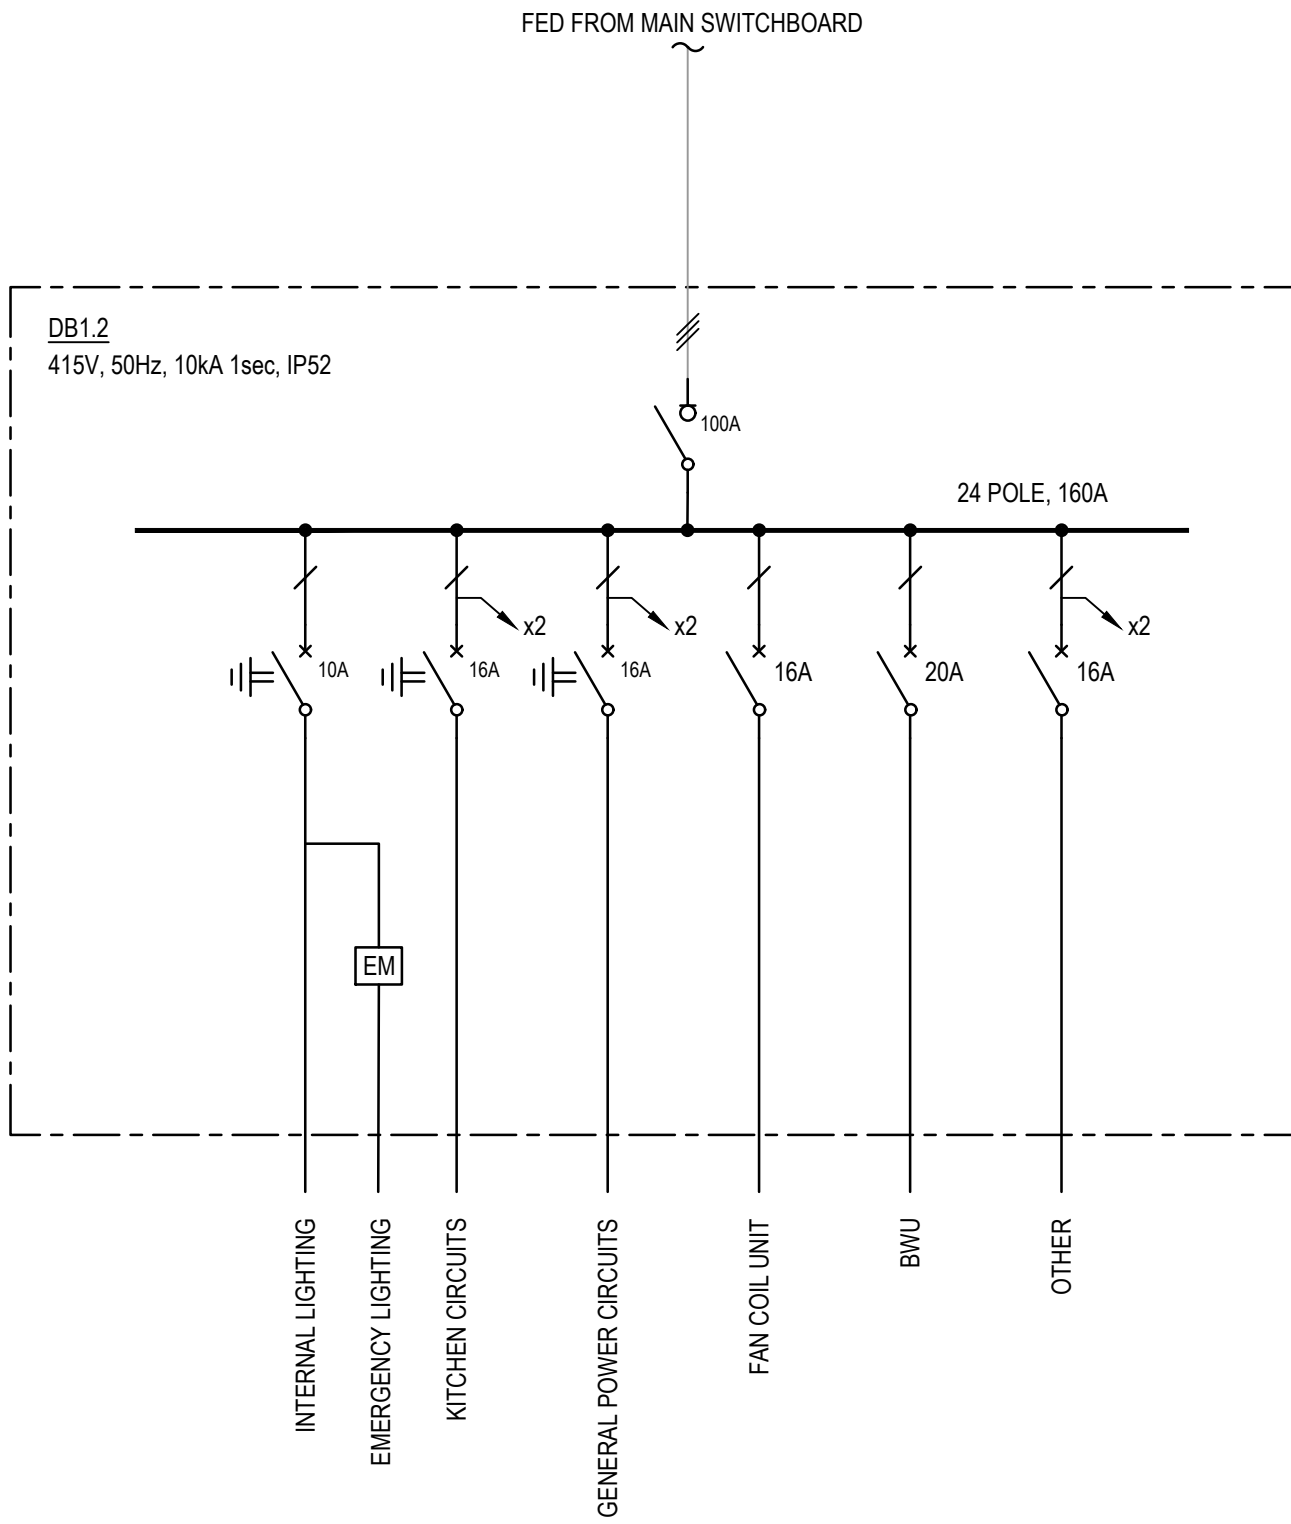 FED FROM MAIN SWITCHBOARD
DB1.2
415V, 50Hz, 10kA 1sec, IP52
100A
24 POLE, 160A
x2
x2
x2
10A
16A
16A
16A
20A
16A
EM
INTERNAL LIGHTING
EMERGENCY LIGHTING
KITCHEN CIRCUITS
GENERAL POWER CIRCUITS
FAN COIL UNIT
BWU
OTHER